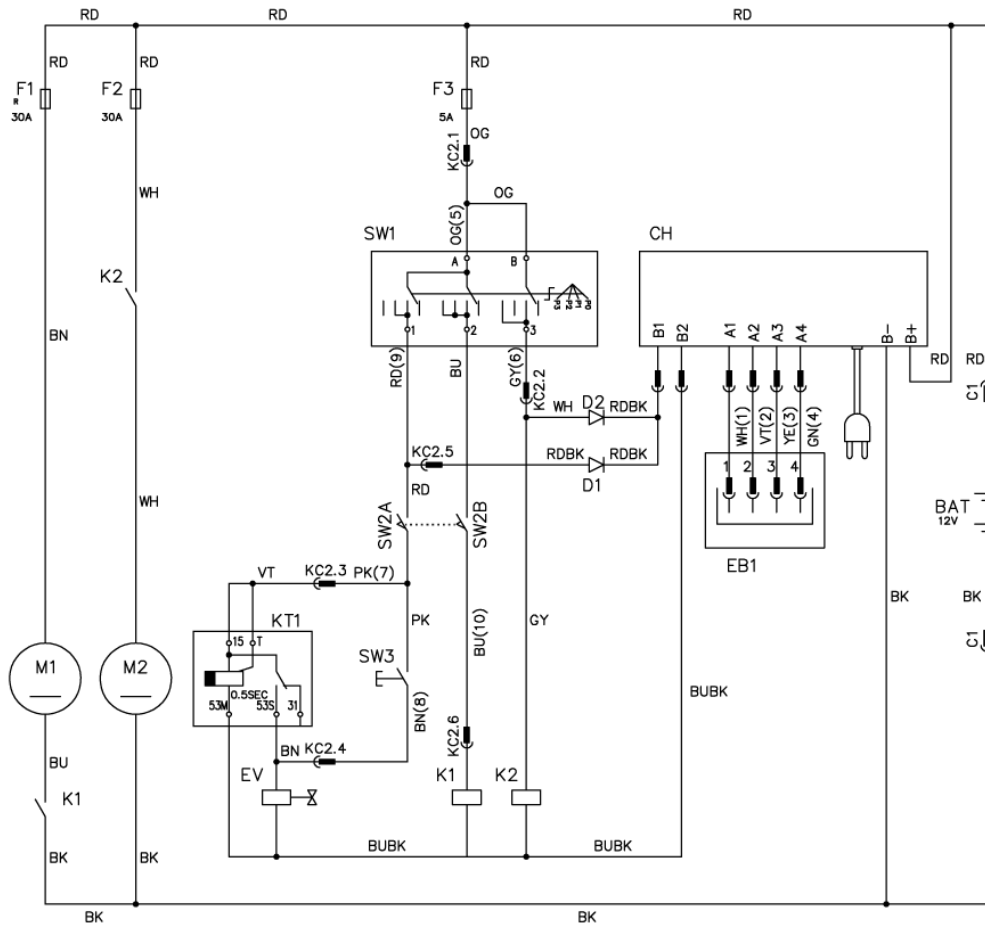 RD RD RD
RD RD RD
F1 F2 F3
R
30A 30A 5A
OG
KC2.1
WH OG
OG(5)
SW1 CH
A B
K2
P3 P2 P1 P0
BN
1 2 3
B1 B2 A1 A2 A3 A4 B- B+
RD(9) BU GY(6) RD RD
KC2.2 C1
D2
WH RDBK
WH(1) VT(2) YE(3) GN(4)
KC2.5 RDBK RDBK
D1
1 2 3 4
RD
WH
SW2A SW2B
BAT
12V
EB1
VT KC2.3 PK(7)
BK BK
KT1 PK GY
BU(10)
15 T
C1
M1 M2 SW3
0.5SEC
53M 53S 31
BN(8)
BUBK
KC2.6
BN KC2.4
BU
EV K1 K2
K1
BUBK BUBK
BK BK
BK BK